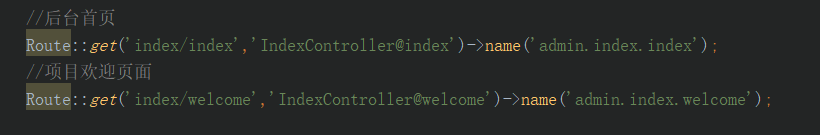 //后台首页
Route::get('index/index','IndexController@index')->name('admin.index.index');
//项目欢迎页面
Route::get('index/welcome','IndexController@welcome')->name('admin.index.welcome');